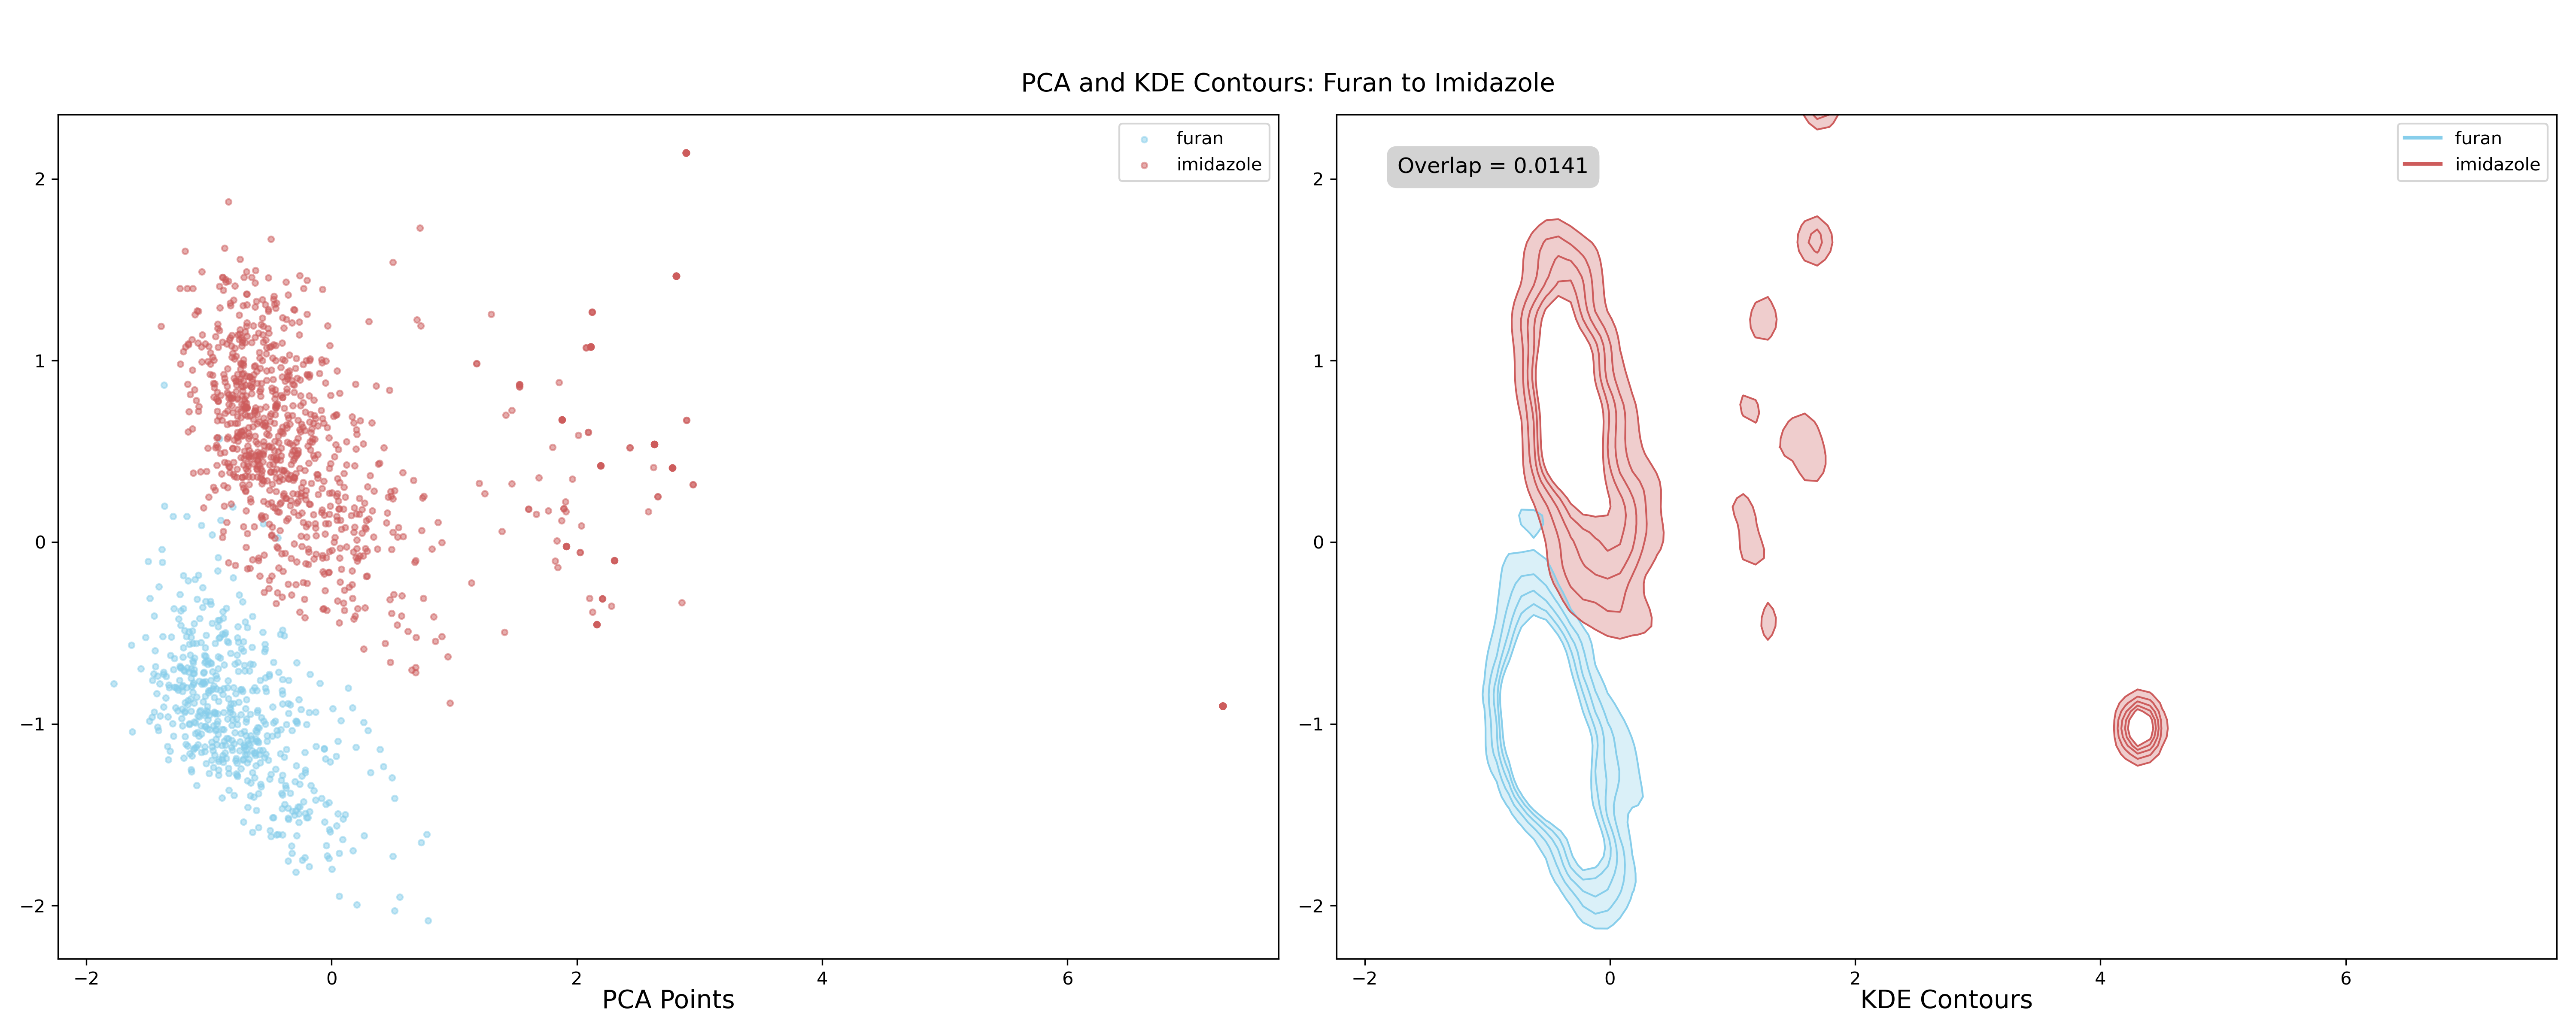 PCA and KDE Contours: Furan to Imidazole
furan
imidazole
2
1
0
−1
−2
−2
0
2
4
6
PCA Points
Overlap = 0.0141
furan
imidazole
2
1
0
−1
−2
−2
0
2
4
6
KDE Contours